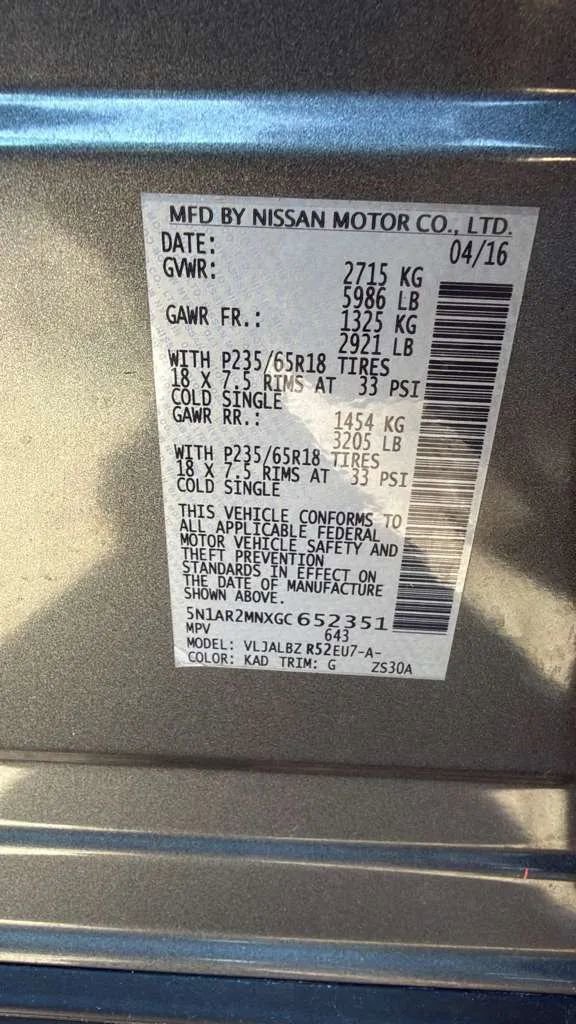 MFD BY NISSAN MOTOR CO., LTD.
DATE: 04/16
GVWR: 2715 KG
5986 LB
GAWR FR.: 1325 KG
2921 LB
WITH P235/65R18 TIRES
18 X 7.5 RIMS AT 33 PSI
COLD SINGLE
GAWR RR.: 1454 KG
3205 LB
WITH P235/65R18 TIRES
18 X 7.5 RIMS AT 33 PSI
COLD SINGLE
THIS VEHICLE CONFORMS TO
ALL APPLICABLE FEDERAL
MOTOR VEHICLE SAFETY AND
THEFT PREVENTION
STANDARDS IN EFFECT ON
THE DATE OF MANUFACTURE
SHOWN ABOVE.
5N1AR2MNXGC652351
MPV 643
MODEL: VLJALBZ R52EU7-A-
COLOR: KAD TRIM: G ZS30A